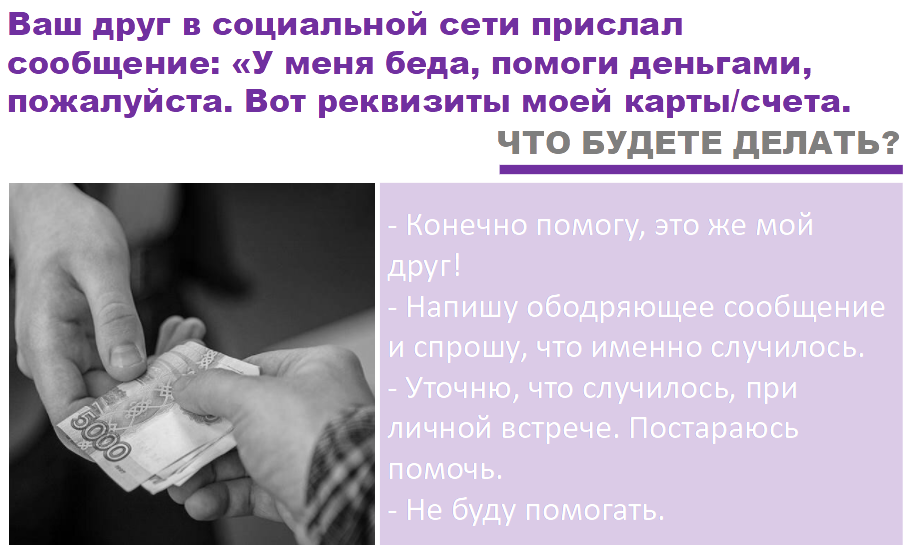 Ваш друг в социальной сети прислал
сообщение: «У меня беда, помоги деньгами,
пожалуйста. Вот реквизиты моей карты/счета.
ЧТО БУДЕТЕ ДЕЛАТЬ?
- Конечно помогу, это же мой
друг!
- Напишу ободряющее сообщение
и спрошу, что именно случилось.
- Уточню, что случилось, при
личной встрече. Постараюсь
помочь.
- Не буду помогать.
5000